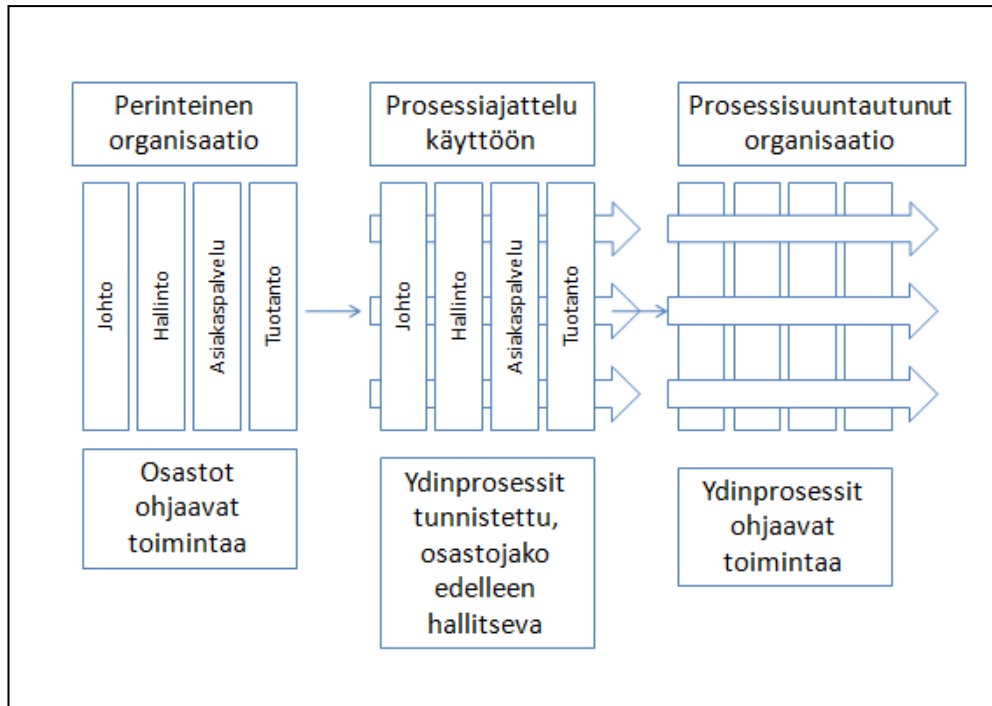 Perinteinen
organisaatio
Johto
Hallinto
Asiakaspalvelu
Tuotanto
Osastot
ohjaavat
toimintaa
Prosessiajattelu
käyttöön
Johto
Hallinto
Asiakaspalvelu
Tuotanto
Ydinprosessit
tunnistettu,
osastojako
edelleen
hallitseva
Prosessisuuntautunut
organisaatio
Ydinprosessit
ohjaavat
toimintaa